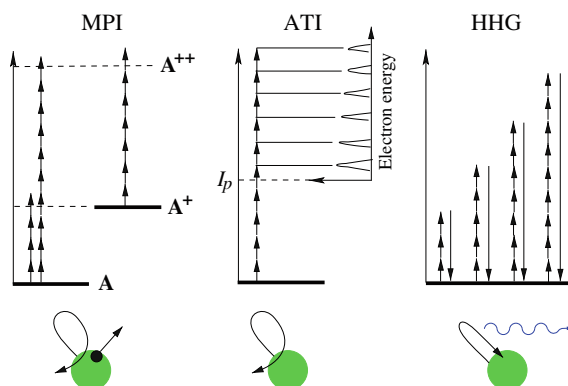 MPI
ATI
HHG
A++
A+
A
Ip
Electron energy